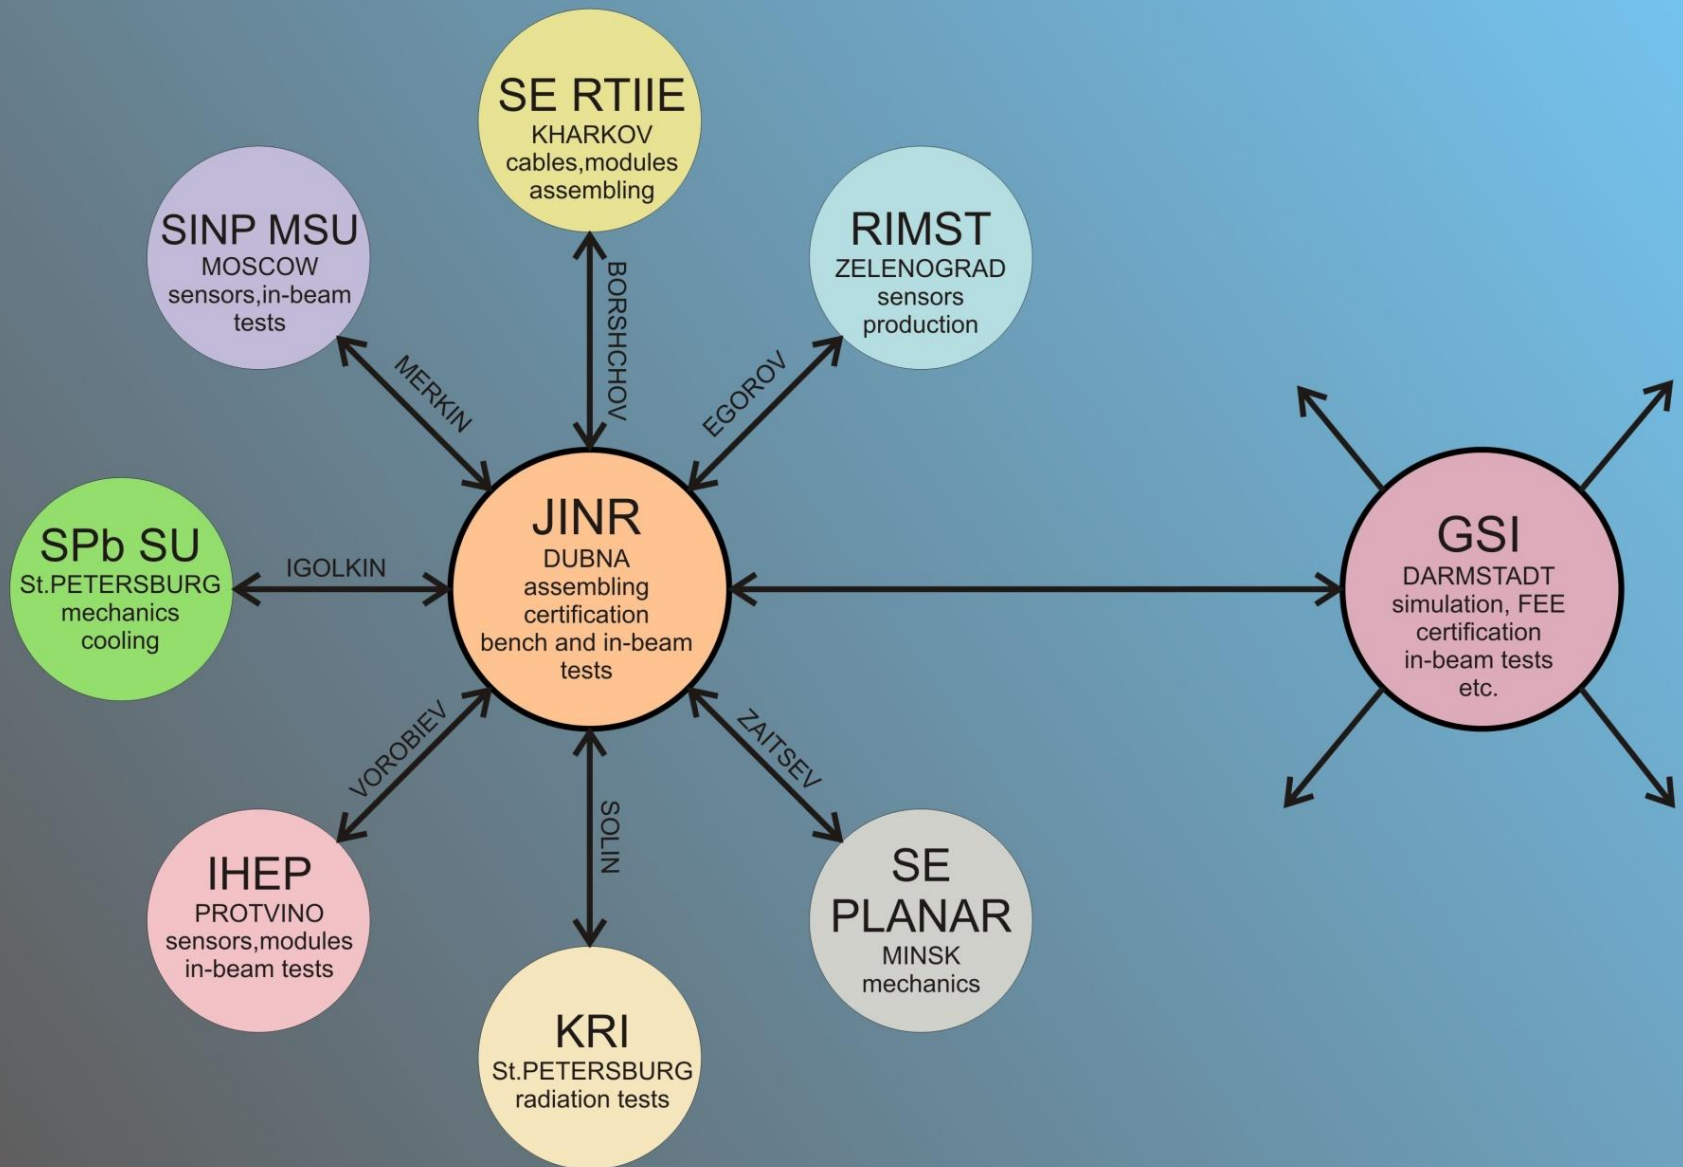 SE RTIIE
KHARKOV
cables,modules
assembling
SINP MSU
MOSCOW
sensors,in-beam
tests
RIMST
ZELENOGRAD
sensors
production
BORSHCHOV
MERKIN
EGOROV
JINR
DUBNA
assembling
certification
bench and in-beam
tests
GSI
DARMSTADT
simulation, FEE
certification
in-beam tests
etc.
SPb SU
St.PETERSBURG
mechanics
cooling
IGOLKIN
VOROBIEV
SOLIN
ZAITSEV
IHEP
PROTVINO
sensors,modules
in-beam tests
SE
PLANAR
MINSK
mechanics
KRI
St.PETERSBURG
radiation tests